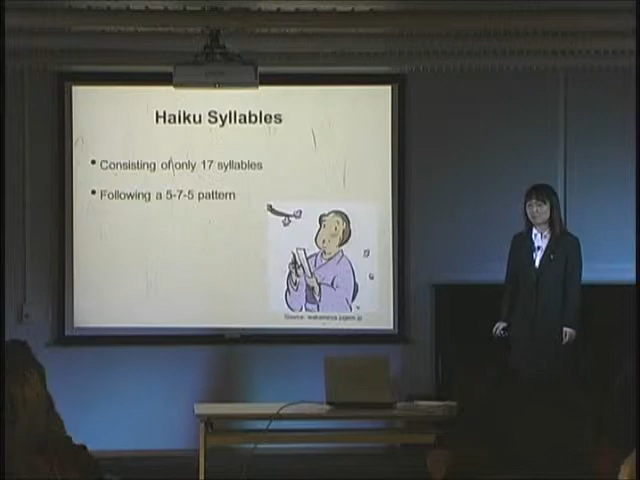 Haiku Syllables
• Consisting of only 17 syllables
• Following a 5-7-5 pattern